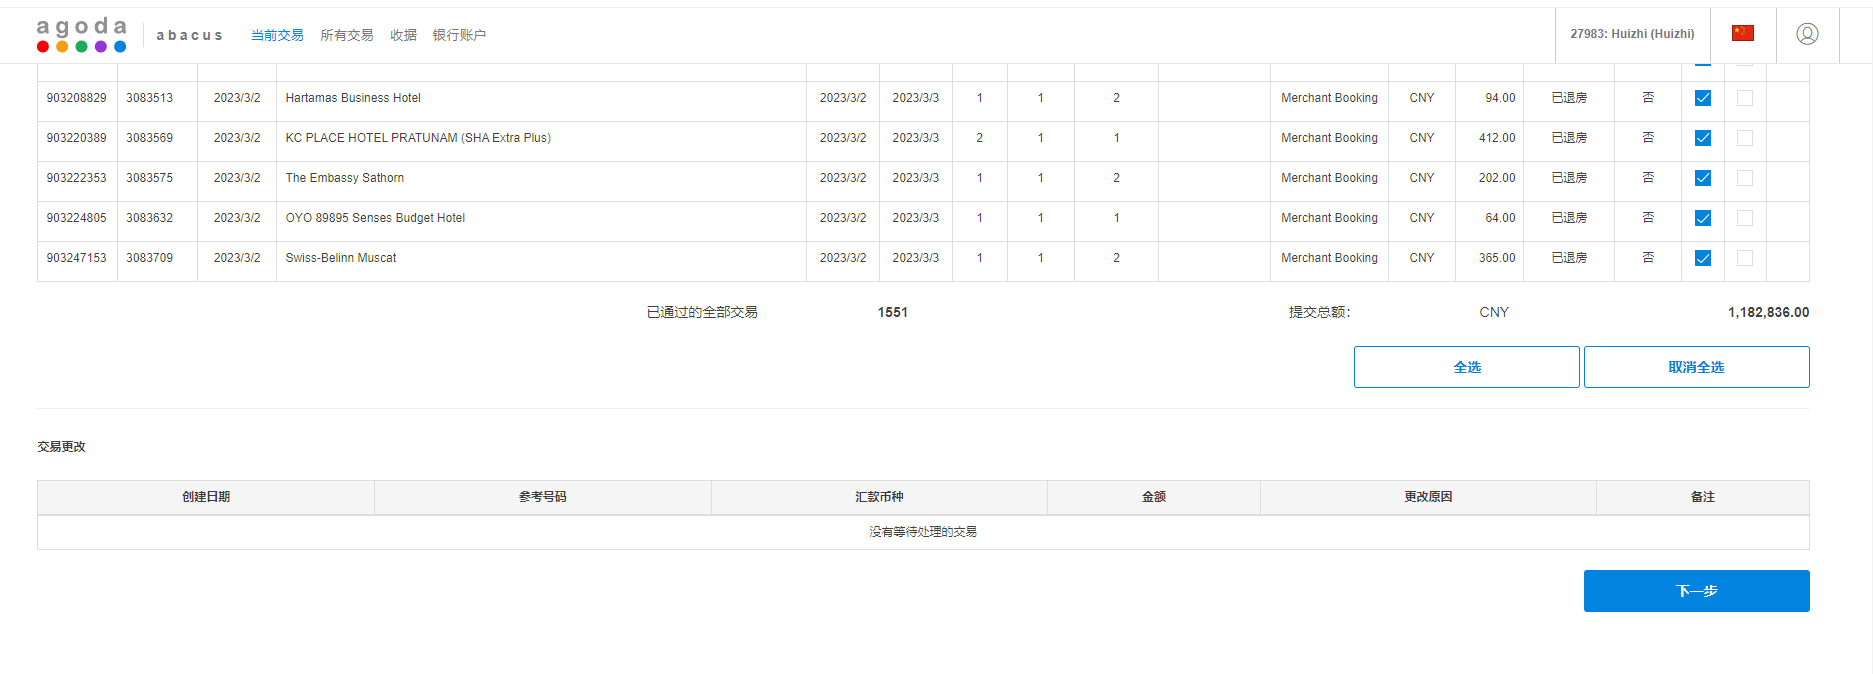 agoda
abacus 当前交易 所有交易 收据 银行账户 27983: Huizhi (Huizhi)
903208829 3083513 2023/3/2 Hartamas Business Hotel 2023/3/2 2023/3/3 1 1 2 Merchant Booking CNY 94.00 已退房 否
903220389 3083569 2023/3/2 KC PLACE HOTEL PRATUNAM (SHA Extra Plus) 2023/3/2 2023/3/3 2 1 1 Merchant Booking CNY 412.00 已退房 否
903222353 3083575 2023/3/2 The Embassy Sathorn 2023/3/2 2023/3/3 1 1 2 Merchant Booking CNY 202.00 已退房 否
903224805 3083632 2023/3/2 OYO 89895 Senses Budget Hotel 2023/3/2 2023/3/3 1 1 1 Merchant Booking CNY 64.00 已退房 否
903247153 3083709 2023/3/2 Swiss-Belinn Muscat 2023/3/2 2023/3/3 1 1 2 Merchant Booking CNY 365.00 已退房 否
已通过的全部交易 1551 提交总额: CNY 1,182,836.00
全选 取消全选
交易更改
创建日期 参考号码 汇款币种 金额 更改原因 备注
没有等待处理的交易
下一步